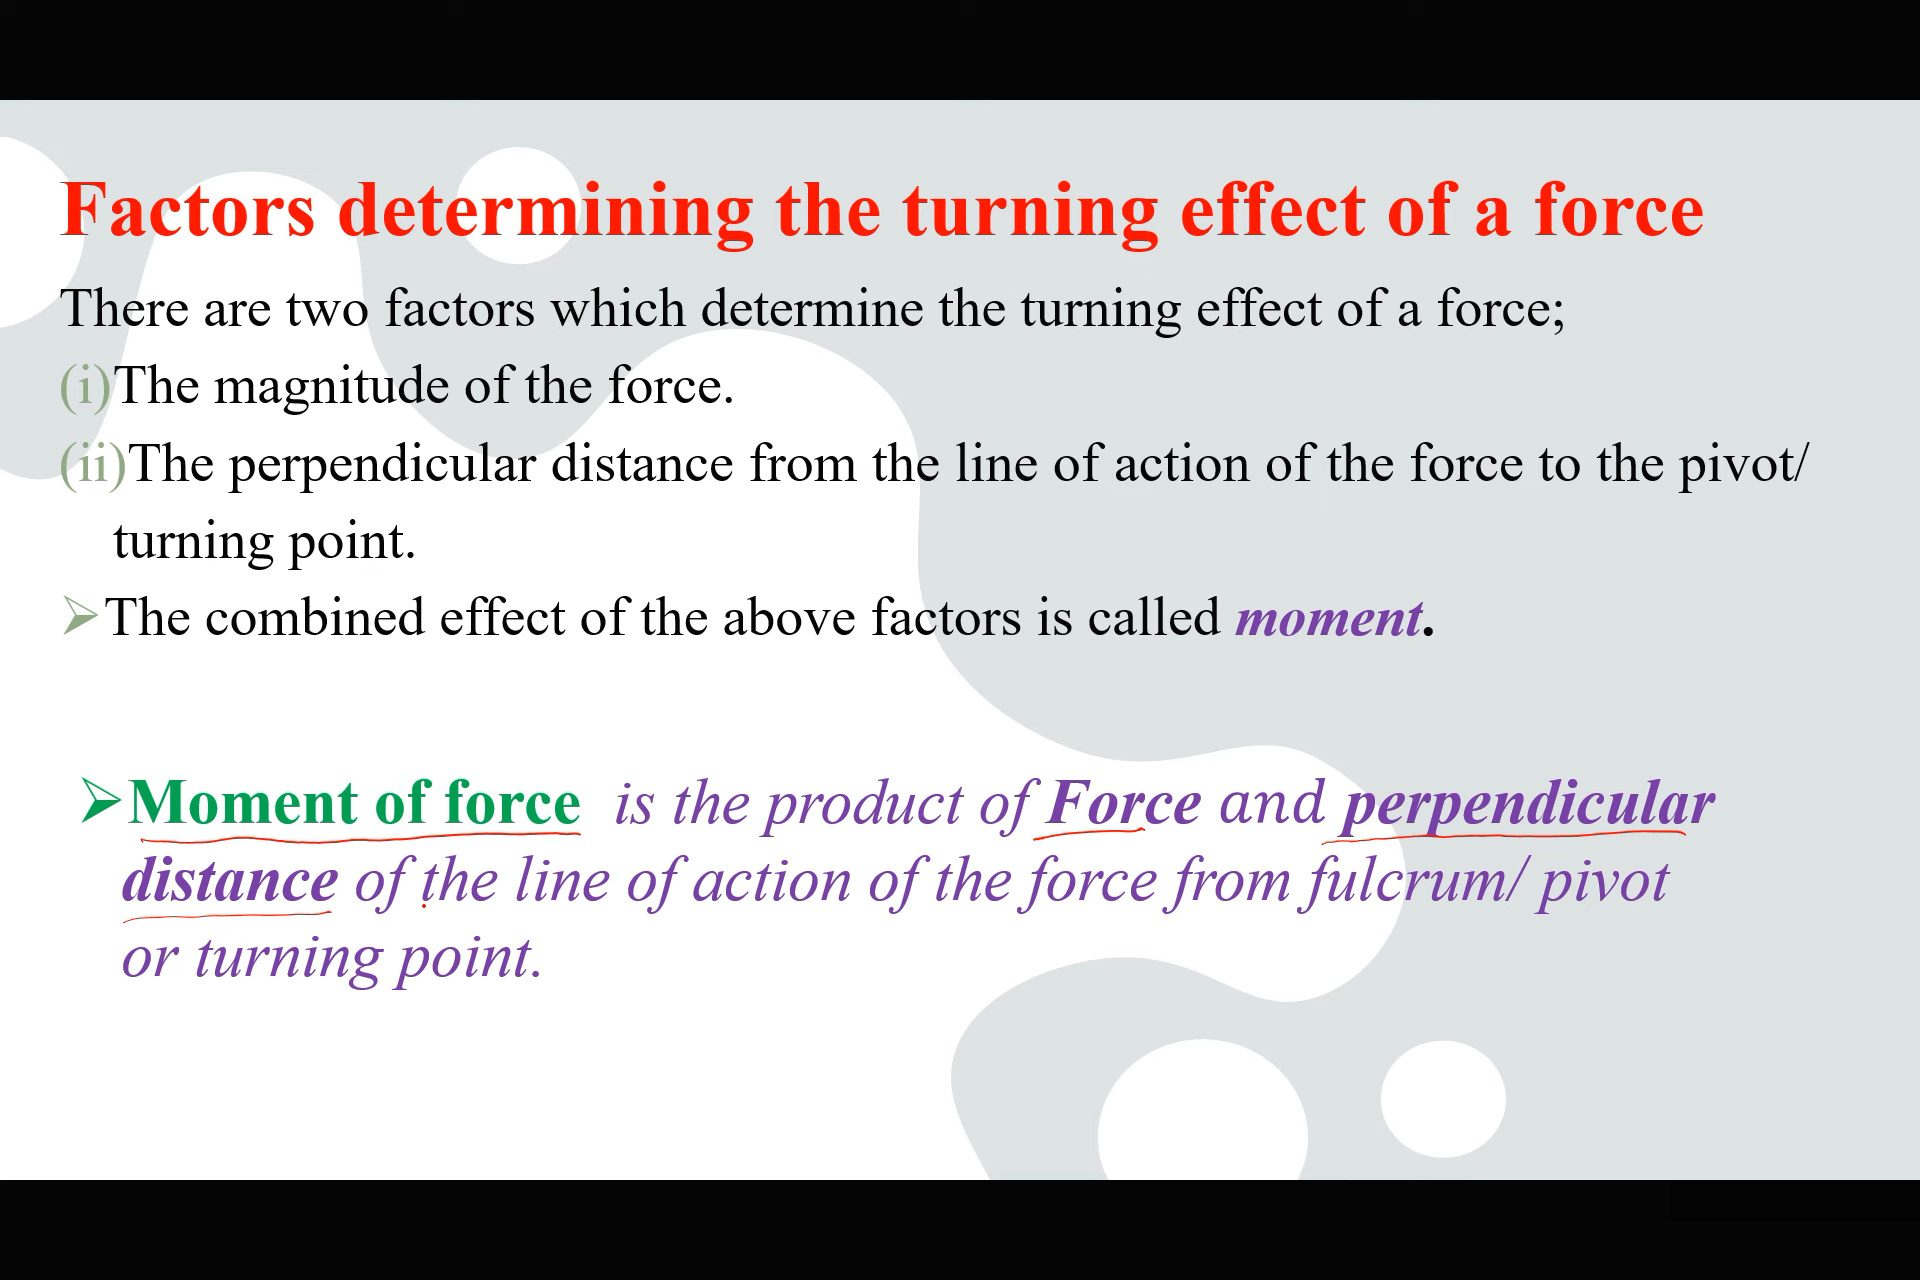 Factors determining the turning effect of a force
There are two factors which determine the turning effect of a force;
(i)The magnitude of the force.
(ii)The perpendicular distance from the line of action of the force to the pivot/
turning point.
➢The combined effect of the above factors is called moment.
➢Moment of force is the product of Force and perpendicular
distance of the line of action of the force from fulcrum/ pivot
or turning point.